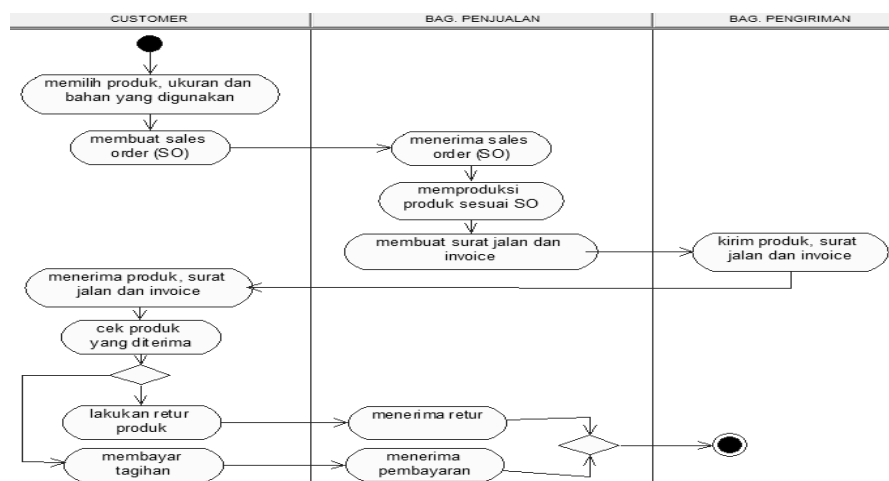 CUSTOMER
BAG. PENJUALAN
BAG. PENGIRIMAN
memilih produk, ukuran dan
bahan yang digunakan
membuat sales
order (SO)
menerima sales
order (SO)
memproduksi
produk sesuai SO
membuat surat jalan dan
invoice
kirim produk, surat
jalan dan invoice
menerima produk, surat
jalan dan invoice
cek produk
yang diterima
lakukan retur
produk
menerima retur
membayar
tagihan
menerima
pembayaran